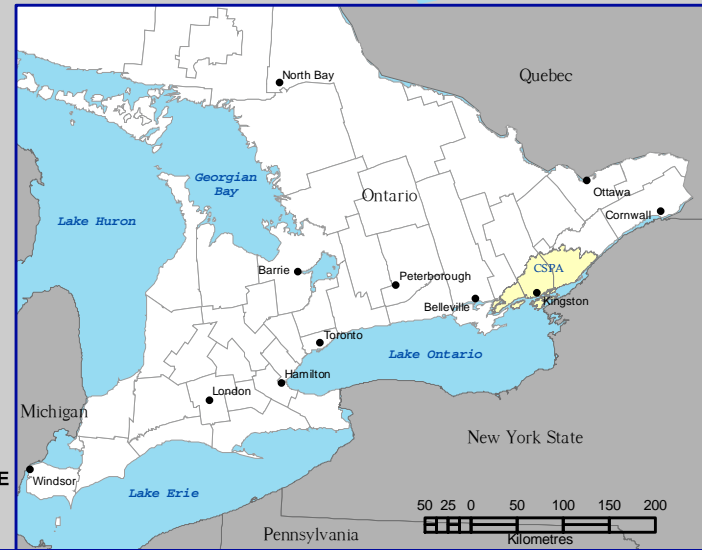 North Bay
Quebec
Georgian
Bay
Ontario
Ottawa
Lake Huron
Cornwall
CSPA
Barrie
Peterborough
Belleville
Kingston
Toronto
Lake Ontario
Hamilton
London
Michigan
New York State
E
Windsor
Lake Erie
50 25 0 50 100 150 200
Kilometres
Pennsylvania